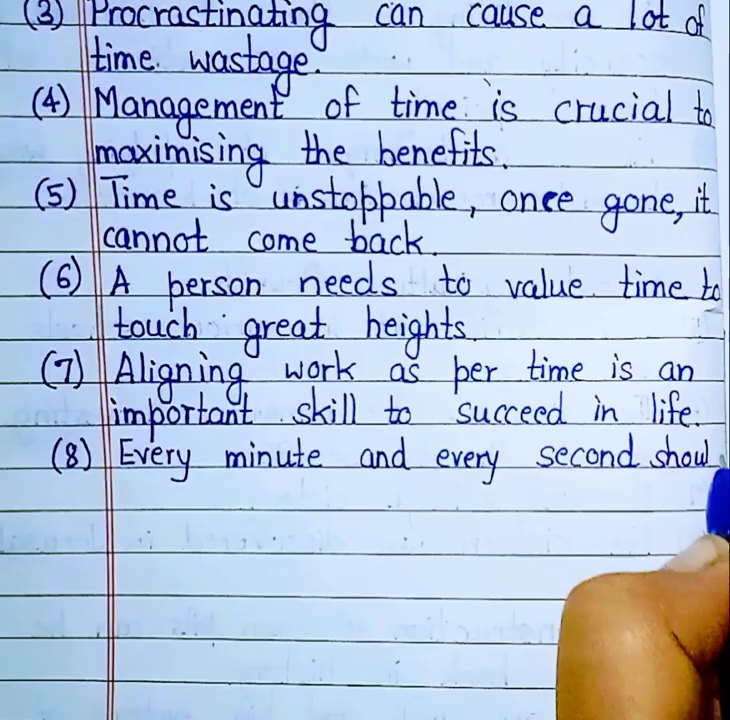 (3) Procrastinating can cause a lot of
time wastage.
(4) Management of time is crucial to
maximising the benefits.
(5) Time is unstoppable, once gone, it
cannot come back.
(6) A person needs to value time to
touch great heights.
(7) Aligning work as per time is an
important skill to succeed in life.
(8) Every minute and every second shoul